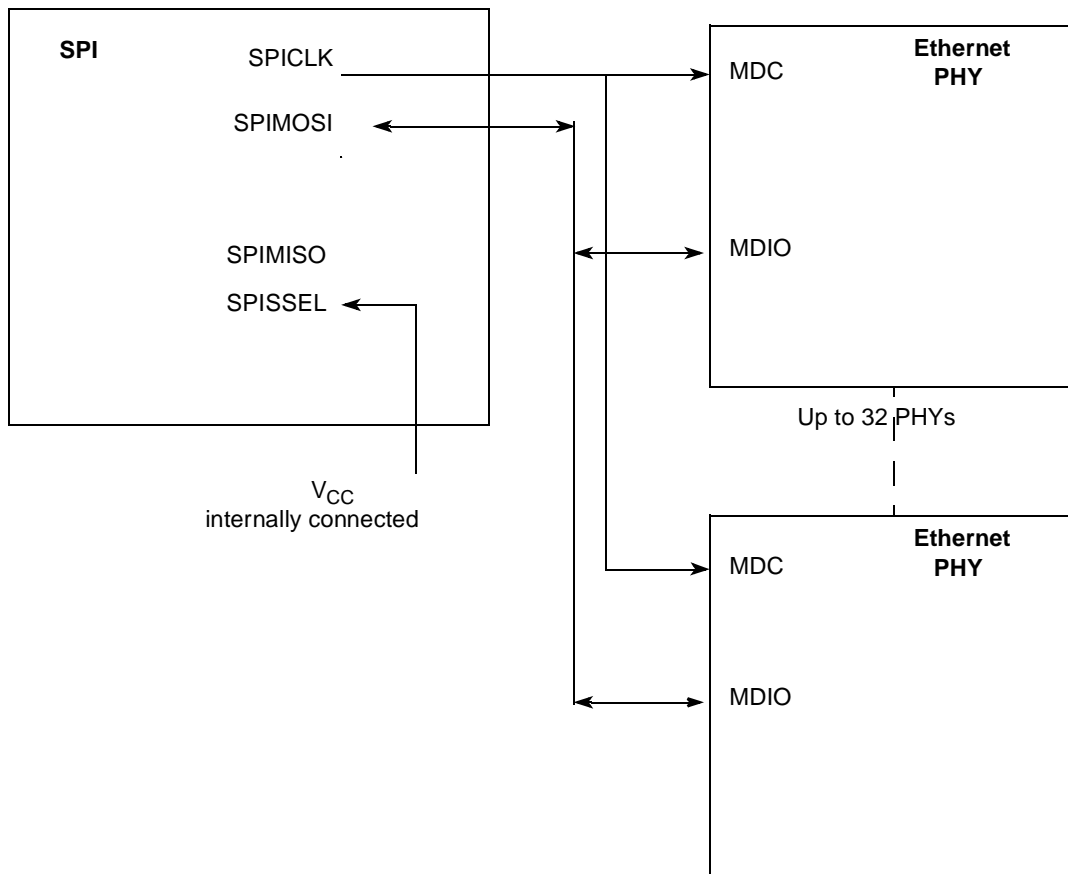 SPI
SPICLK
SPIMOSI
SPIMISO
SPISSEL
VCC
internally connected
Ethernet
PHY
MDC
MDIO
Up to 32 PHYs
Ethernet
PHY
MDC
MDIO